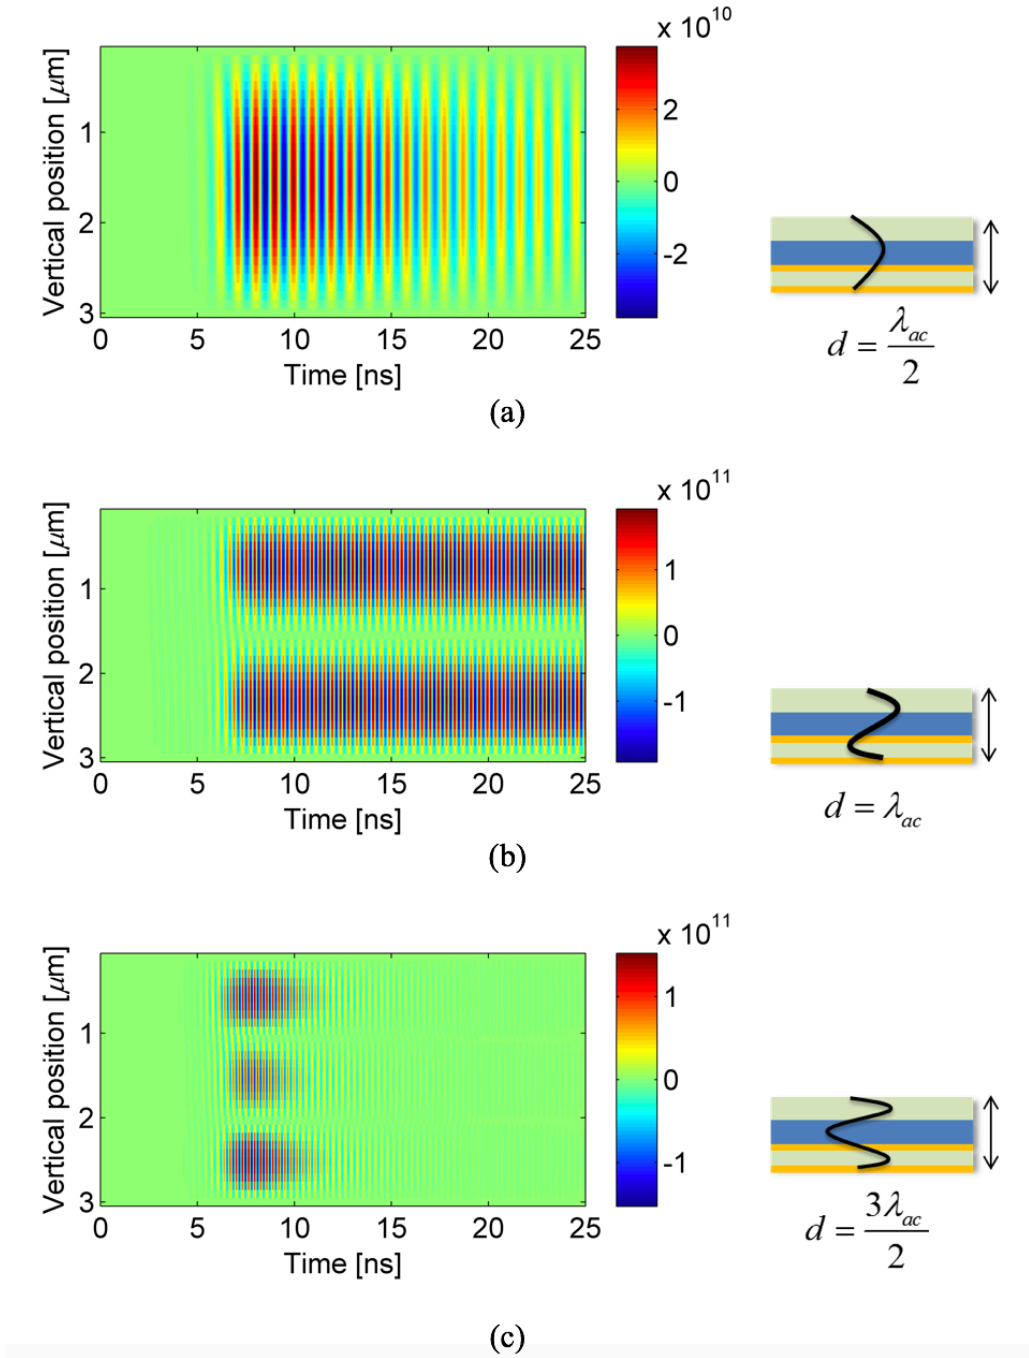 x 10^10
Vertical position [μm]
1
2
3
0 5 10 15 20 25
Time [ns]
2
0
-2
d = λ_ac / 2
(a)
x 10^11
Vertical position [μm]
1
2
3
0 5 10 15 20 25
Time [ns]
1
0
-1
d = λ_ac
(b)
x 10^11
Vertical position [μm]
1
2
3
0 5 10 15 20 25
Time [ns]
1
0
-1
d = 3λ_ac / 2
(c)